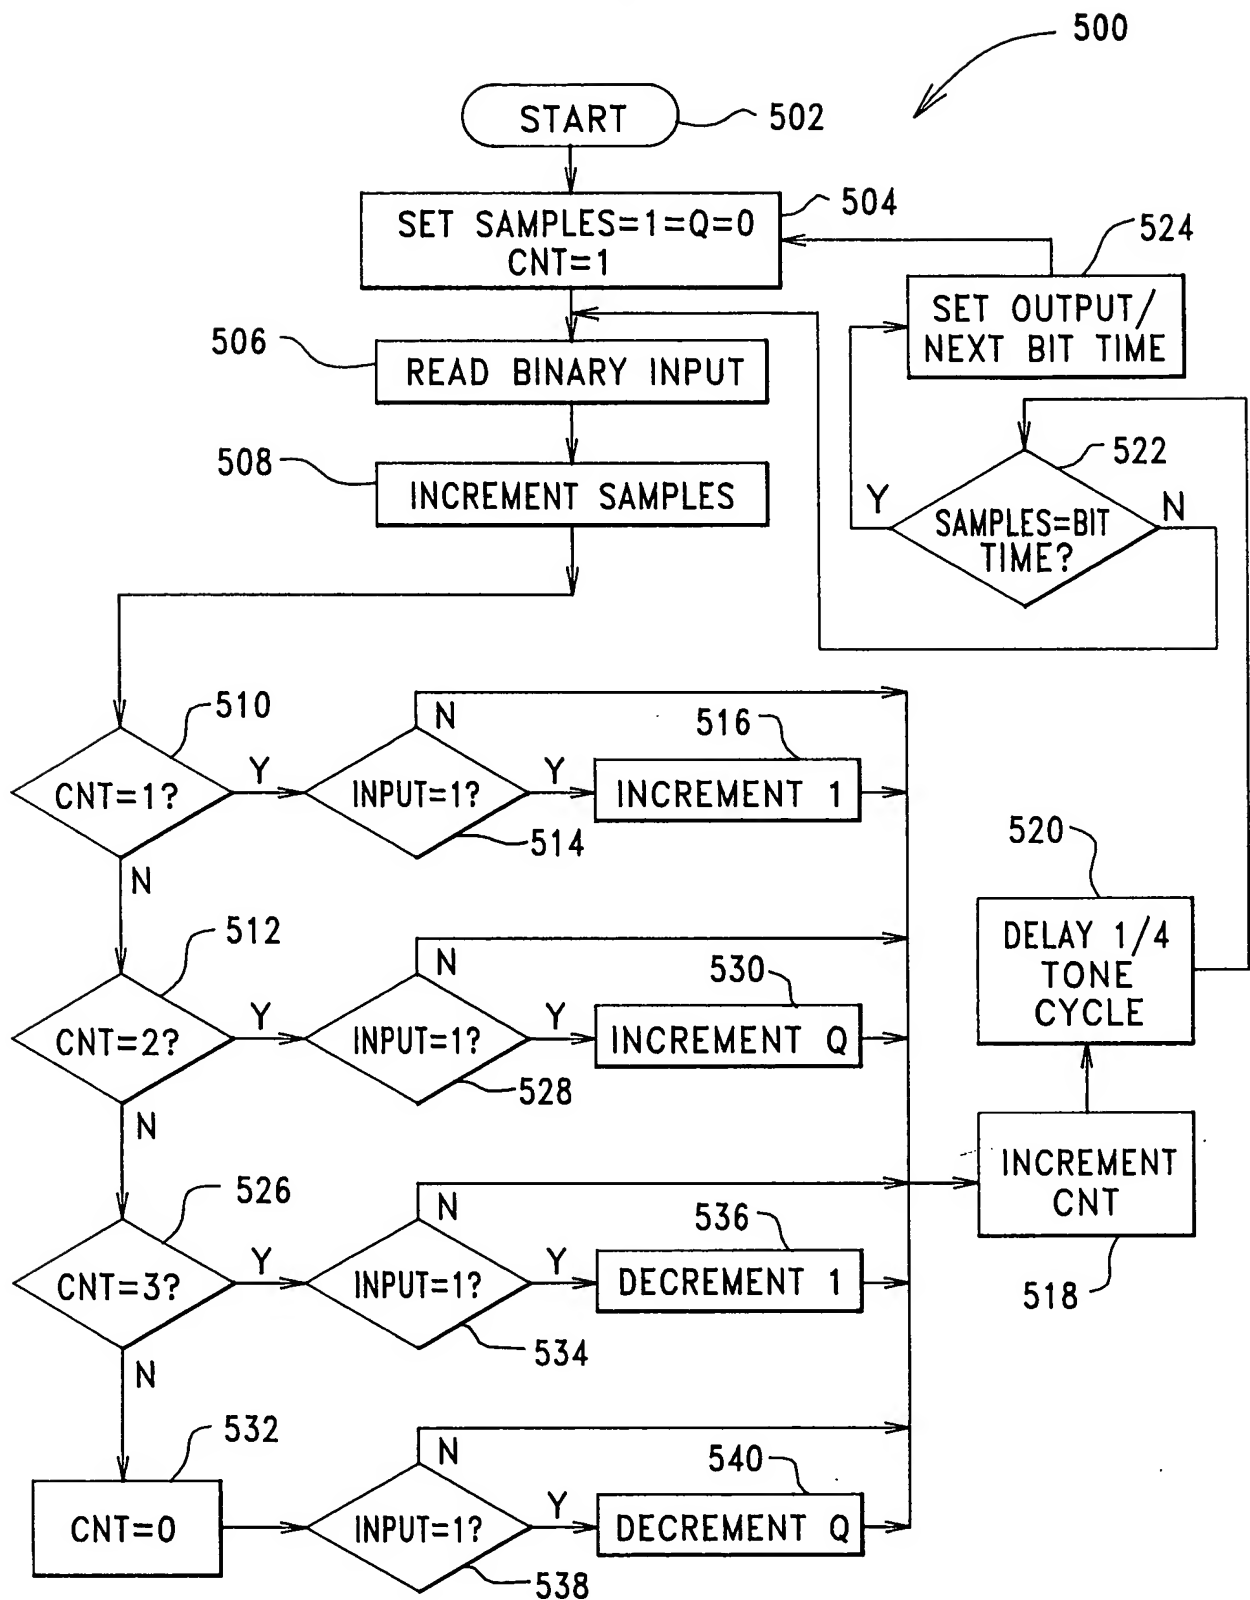 500
START
502
SET SAMPLES=1=Q=0
CNT=1
504
524
SET OUTPUT/
NEXT BIT TIME
506
READ BINARY INPUT
508
INCREMENT SAMPLES
522
Y
SAMPLES=BIT
TIME?
N
510
CNT=1?
Y
N
INPUT=1?
Y
514
516
INCREMENT 1
N
512
CNT=2?
Y
N
INPUT=1?
Y
528
530
INCREMENT Q
N
520
DELAY 1/4
TONE
CYCLE
INCREMENT
CNT
518
526
CNT=3?
Y
N
INPUT=1?
Y
534
536
DECREMENT 1
N
532
CNT=0
N
INPUT=1?
Y
538
540
DECREMENT Q